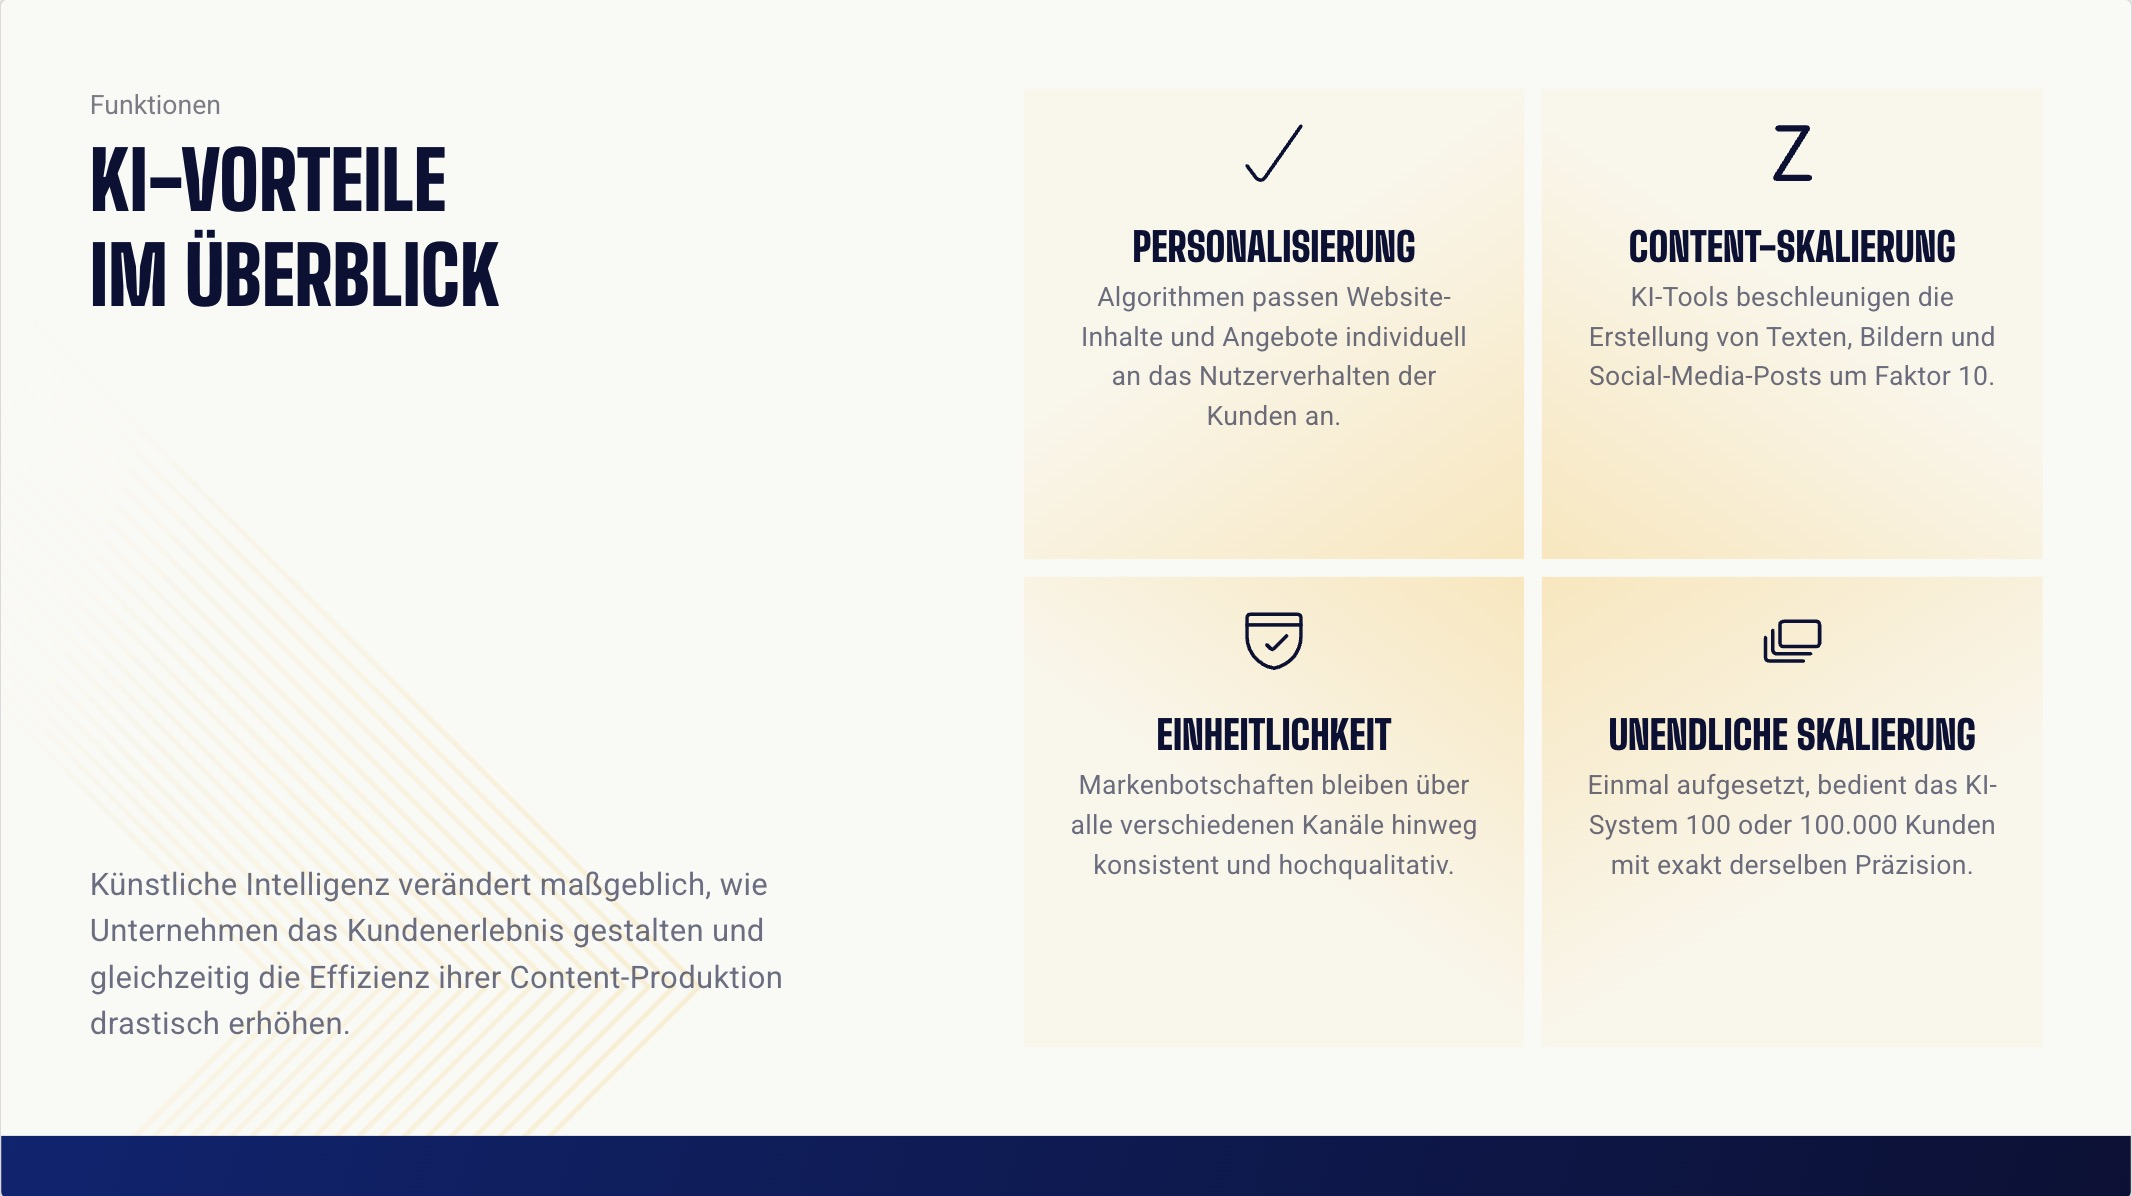 Funktionen
KI-VORTEILE
IM ÜBERBLICK
Künstliche Intelligenz verändert maßgeblich, wie
Unternehmen das Kundenerlebnis gestalten und
gleichzeitig die Effizienz ihrer Content-Produktion
drastisch erhöhen.
PERSONALISIERUNG
Algorithmen passen Website-
Inhalte und Angebote individuell
an das Nutzerverhalten der
Kunden an.
Z
CONTENT-SKALIERUNG
KI-Tools beschleunigen die
Erstellung von Texten, Bildern und
Social-Media-Posts um Faktor 10.
EINHEITLICHKEIT
Markenbotschaften bleiben über
alle verschiedenen Kanäle hinweg
konsistent und hochqualitativ.
UNENDLICHE SKALIERUNG
Einmal aufgesetzt, bedient das KI-
System 100 oder 100.000 Kunden
mit exakt derselben Präzision.